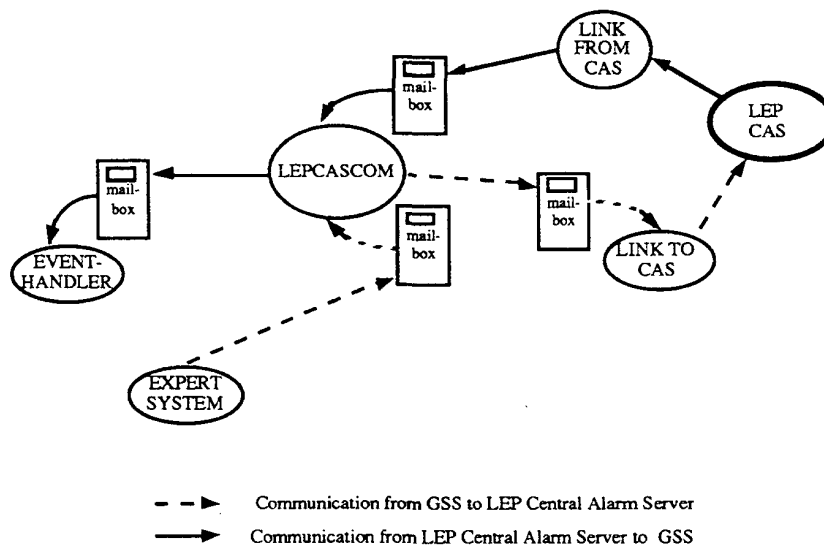 LINK
FROM
CAS
mail-
box
LEP
CAS
LEPCASCOM
mail-
box
mail-
box
mail-
box
EVENT-
HANDLER
LINK TO
CAS
EXPERT
SYSTEM
Communication from GSS to LEP Central Alarm Server
Communication from LEP Central Alarm Server to GSS